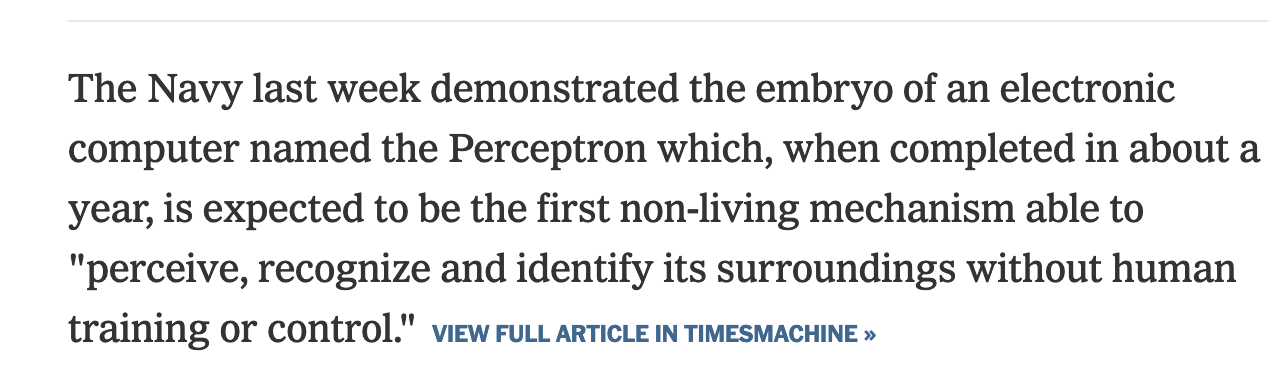 The Navy last week demonstrated the embryo of an electronic
computer named the Perceptron which, when completed in about a
year, is expected to be the first non-living mechanism able to
"perceive, recognize and identify its surroundings without human
training or control." VIEW FULL ARTICLE IN TIMESMACHINE »